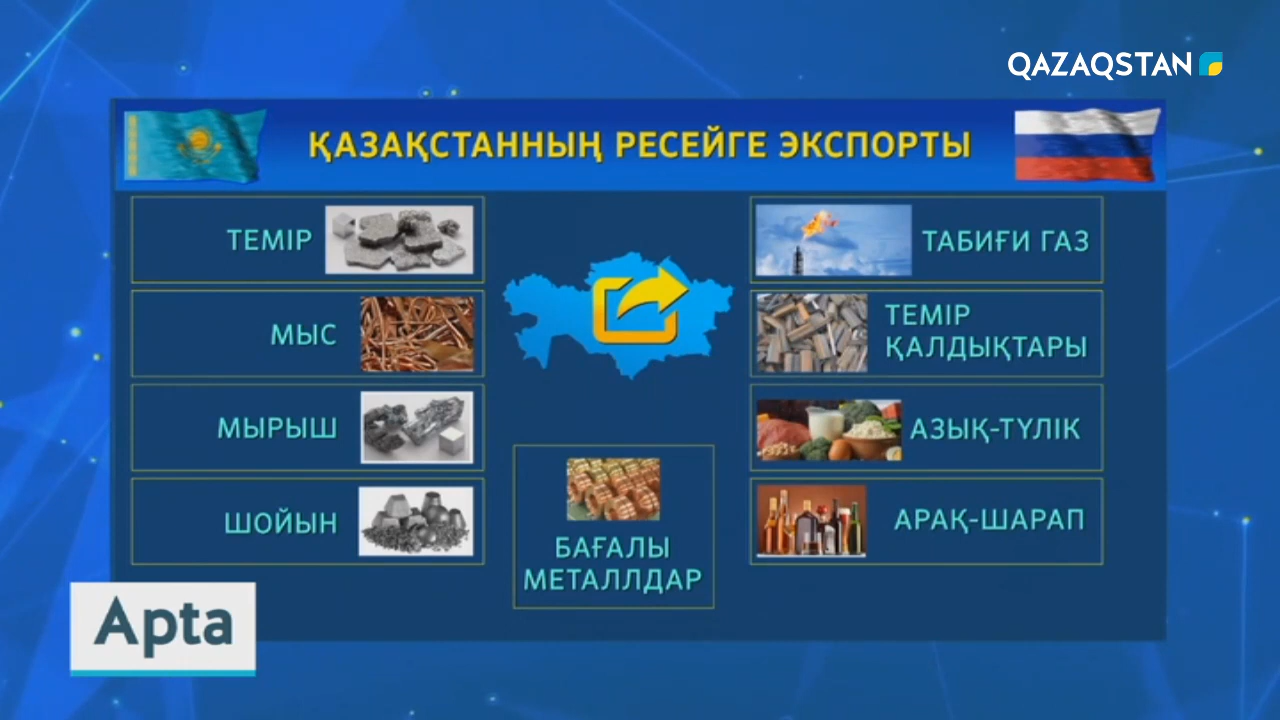 QAZAQSTAN
ҚАЗАҚСТАННЫҢ РЕСЕЙГЕ ЭКСПОРТЫ
ТЕМІР
МЫС
МЫРЫШ
ШОЙЫН
БАҒАЛЫ
МЕТАЛЛДАР
ТАБИҒИ ГАЗ
ТЕМІР
ҚАЛДЫҚТАРЫ
АЗЫҚ-ТҮЛІК
АРАҚ-ШАРАП
Apta